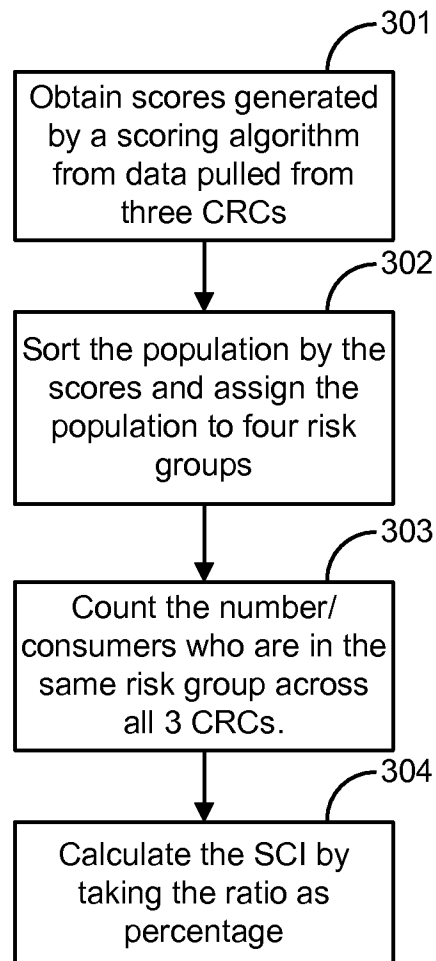 301
Obtain scores generated
by a scoring algorithm
from data pulled from
three CRCs
302
Sort the population by the
scores and assign the
population to four risk
groups
303
Count the number/
consumers who are in the
same risk group across
all 3 CRCs.
304
Calculate the SCI by
taking the ratio as
percentage